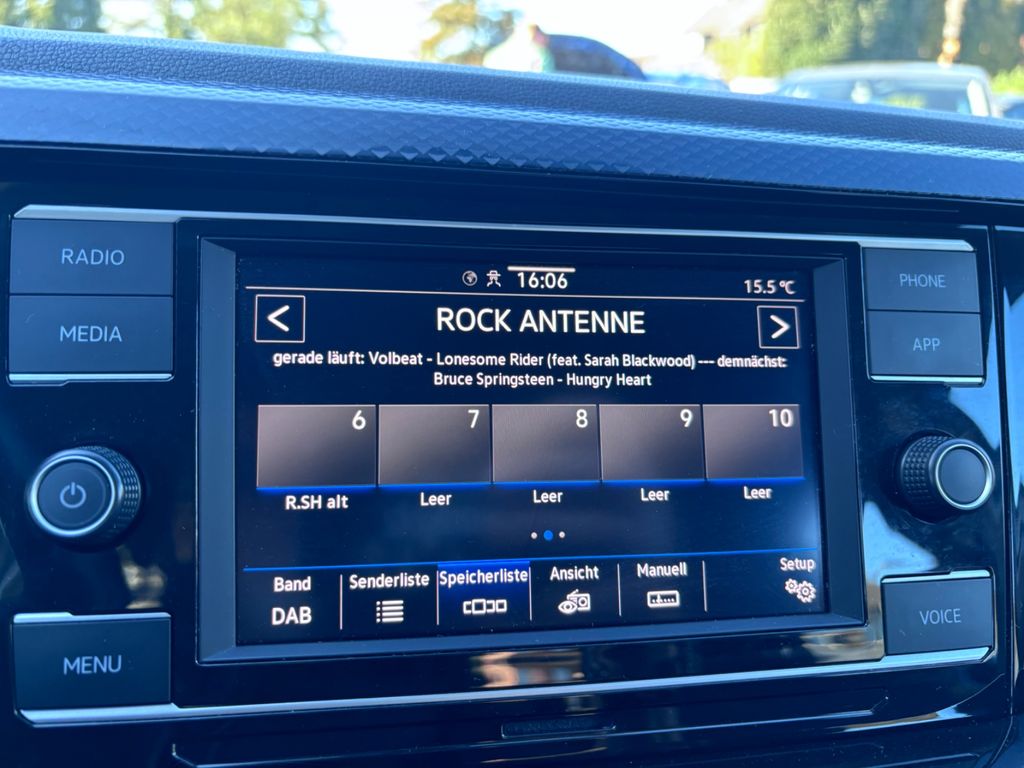 RADIO
MEDIA
MENU
16:06
15.5°C
ROCK ANTENNE
gerade läuft: Volbeat - Lonesome Rider (feat. Sarah Blackwood) --- demnächst:
Bruce Springsteen - Hungry Heart
6 7 8 9 10
R.SH alt Leer Leer Leer Leer
Band Senderliste Speicherliste Ansicht Manuell Setup
DAB
PHONE
APP
VOICE